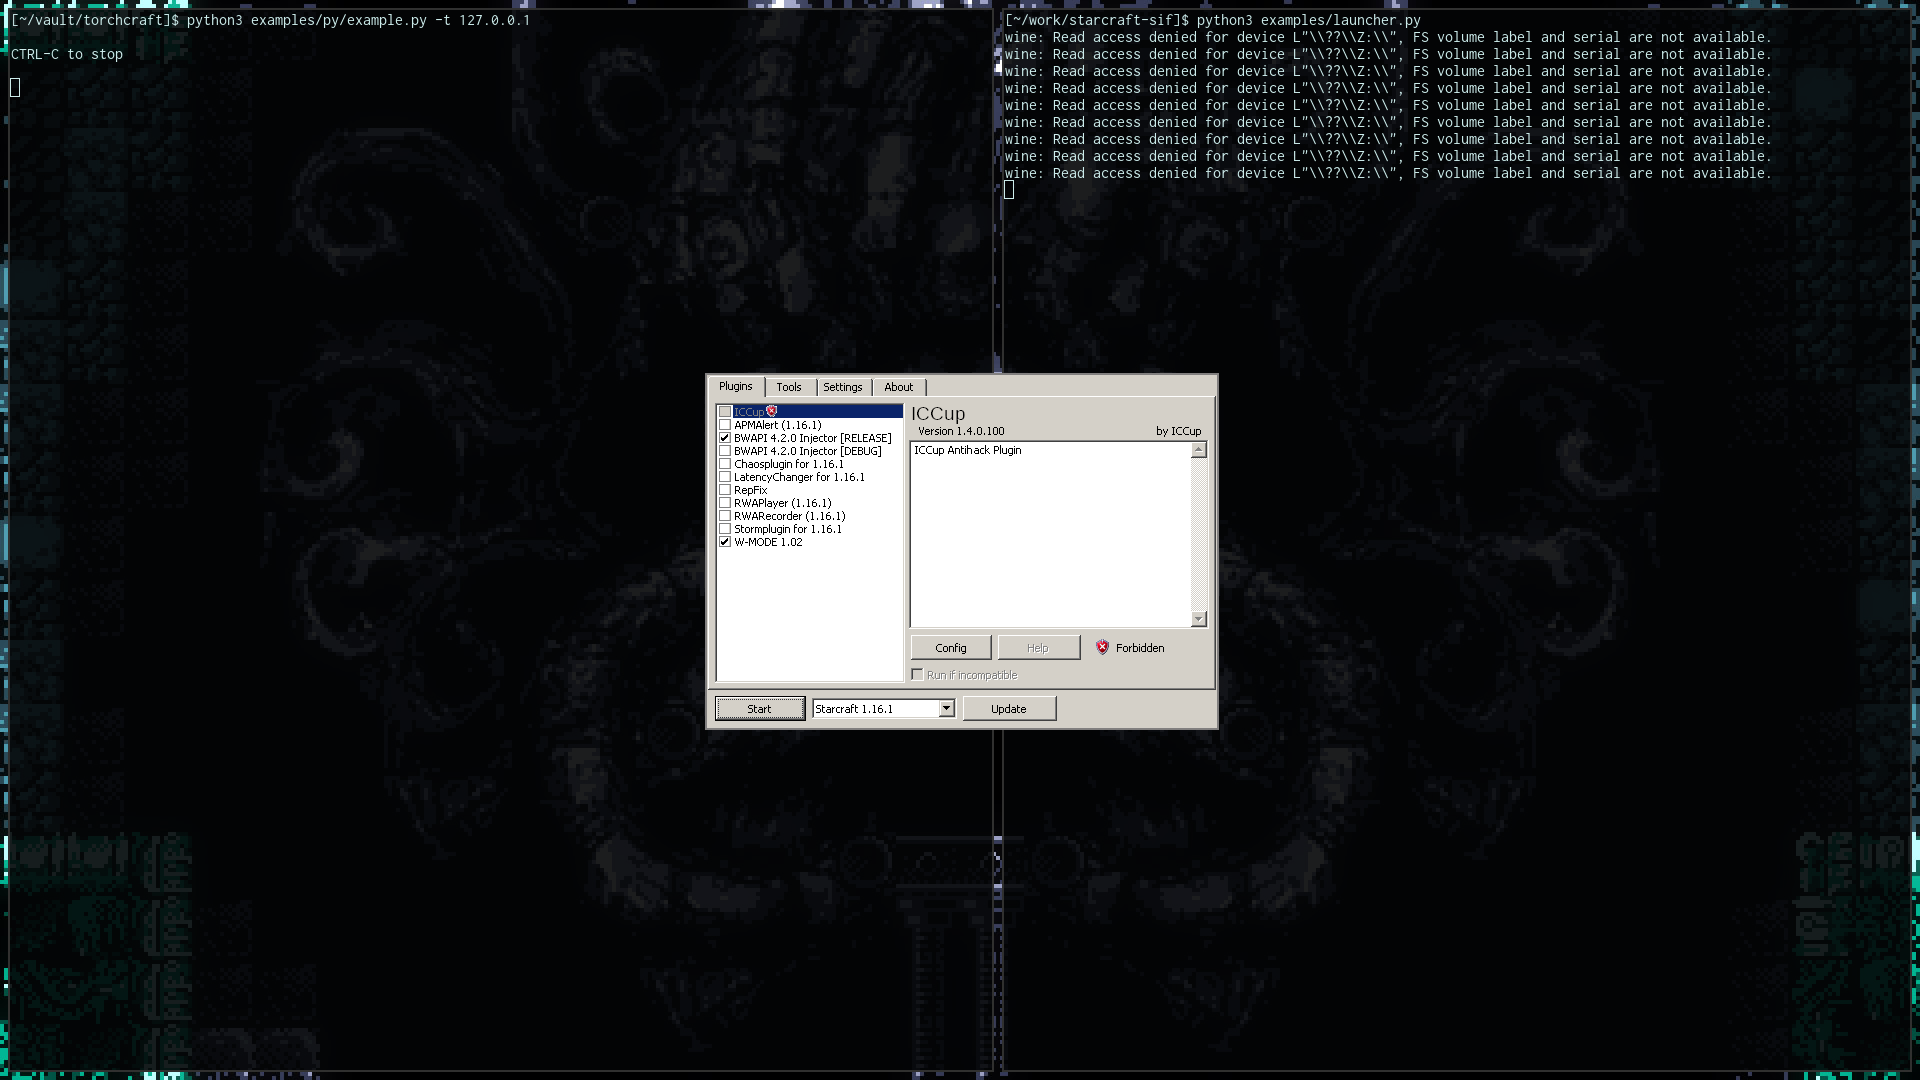 [~/vault/torchcraft]$ python3 examples/py/example.py -t 127.0.0.1
CTRL-C to stop
[~/work/starcraft-sif]$ python3 examples/launcher.py
wine: Read access denied for device L"\\??\\Z:\\", FS volume label and serial are not available.
wine: Read access denied for device L"\\??\\Z:\\", FS volume label and serial are not available.
wine: Read access denied for device L"\\??\\Z:\\", FS volume label and serial are not available.
wine: Read access denied for device L"\\??\\Z:\\", FS volume label and serial are not available.
wine: Read access denied for device L"\\??\\Z:\\", FS volume label and serial are not available.
wine: Read access denied for device L"\\??\\Z:\\", FS volume label and serial are not available.
wine: Read access denied for device L"\\??\\Z:\\", FS volume label and serial are not available.
wine: Read access denied for device L"\\??\\Z:\\", FS volume label and serial are not available.
wine: Read access denied for device L"\\??\\Z:\\", FS volume label and serial are not available.
Plugins Tools Settings About
ICCup
APMAlert (1.16.1)
BWAPI 4.2.0 Injector [RELEASE]
BWAPI 4.2.0 Injector [DEBUG]
Chaosplugin for 1.16.1
LatencyChanger for 1.16.1
RepFix
RWAPlayer (1.16.1)
RWARecorder (1.16.1)
Stormplugin for 1.16.1
W-MODE 1.02
ICCup
Version 1.4.0.100 by ICCup
ICCup Antihack Plugin
Config Help Forbidden
Run if incompatible
Start Starcraft 1.16.1 Update